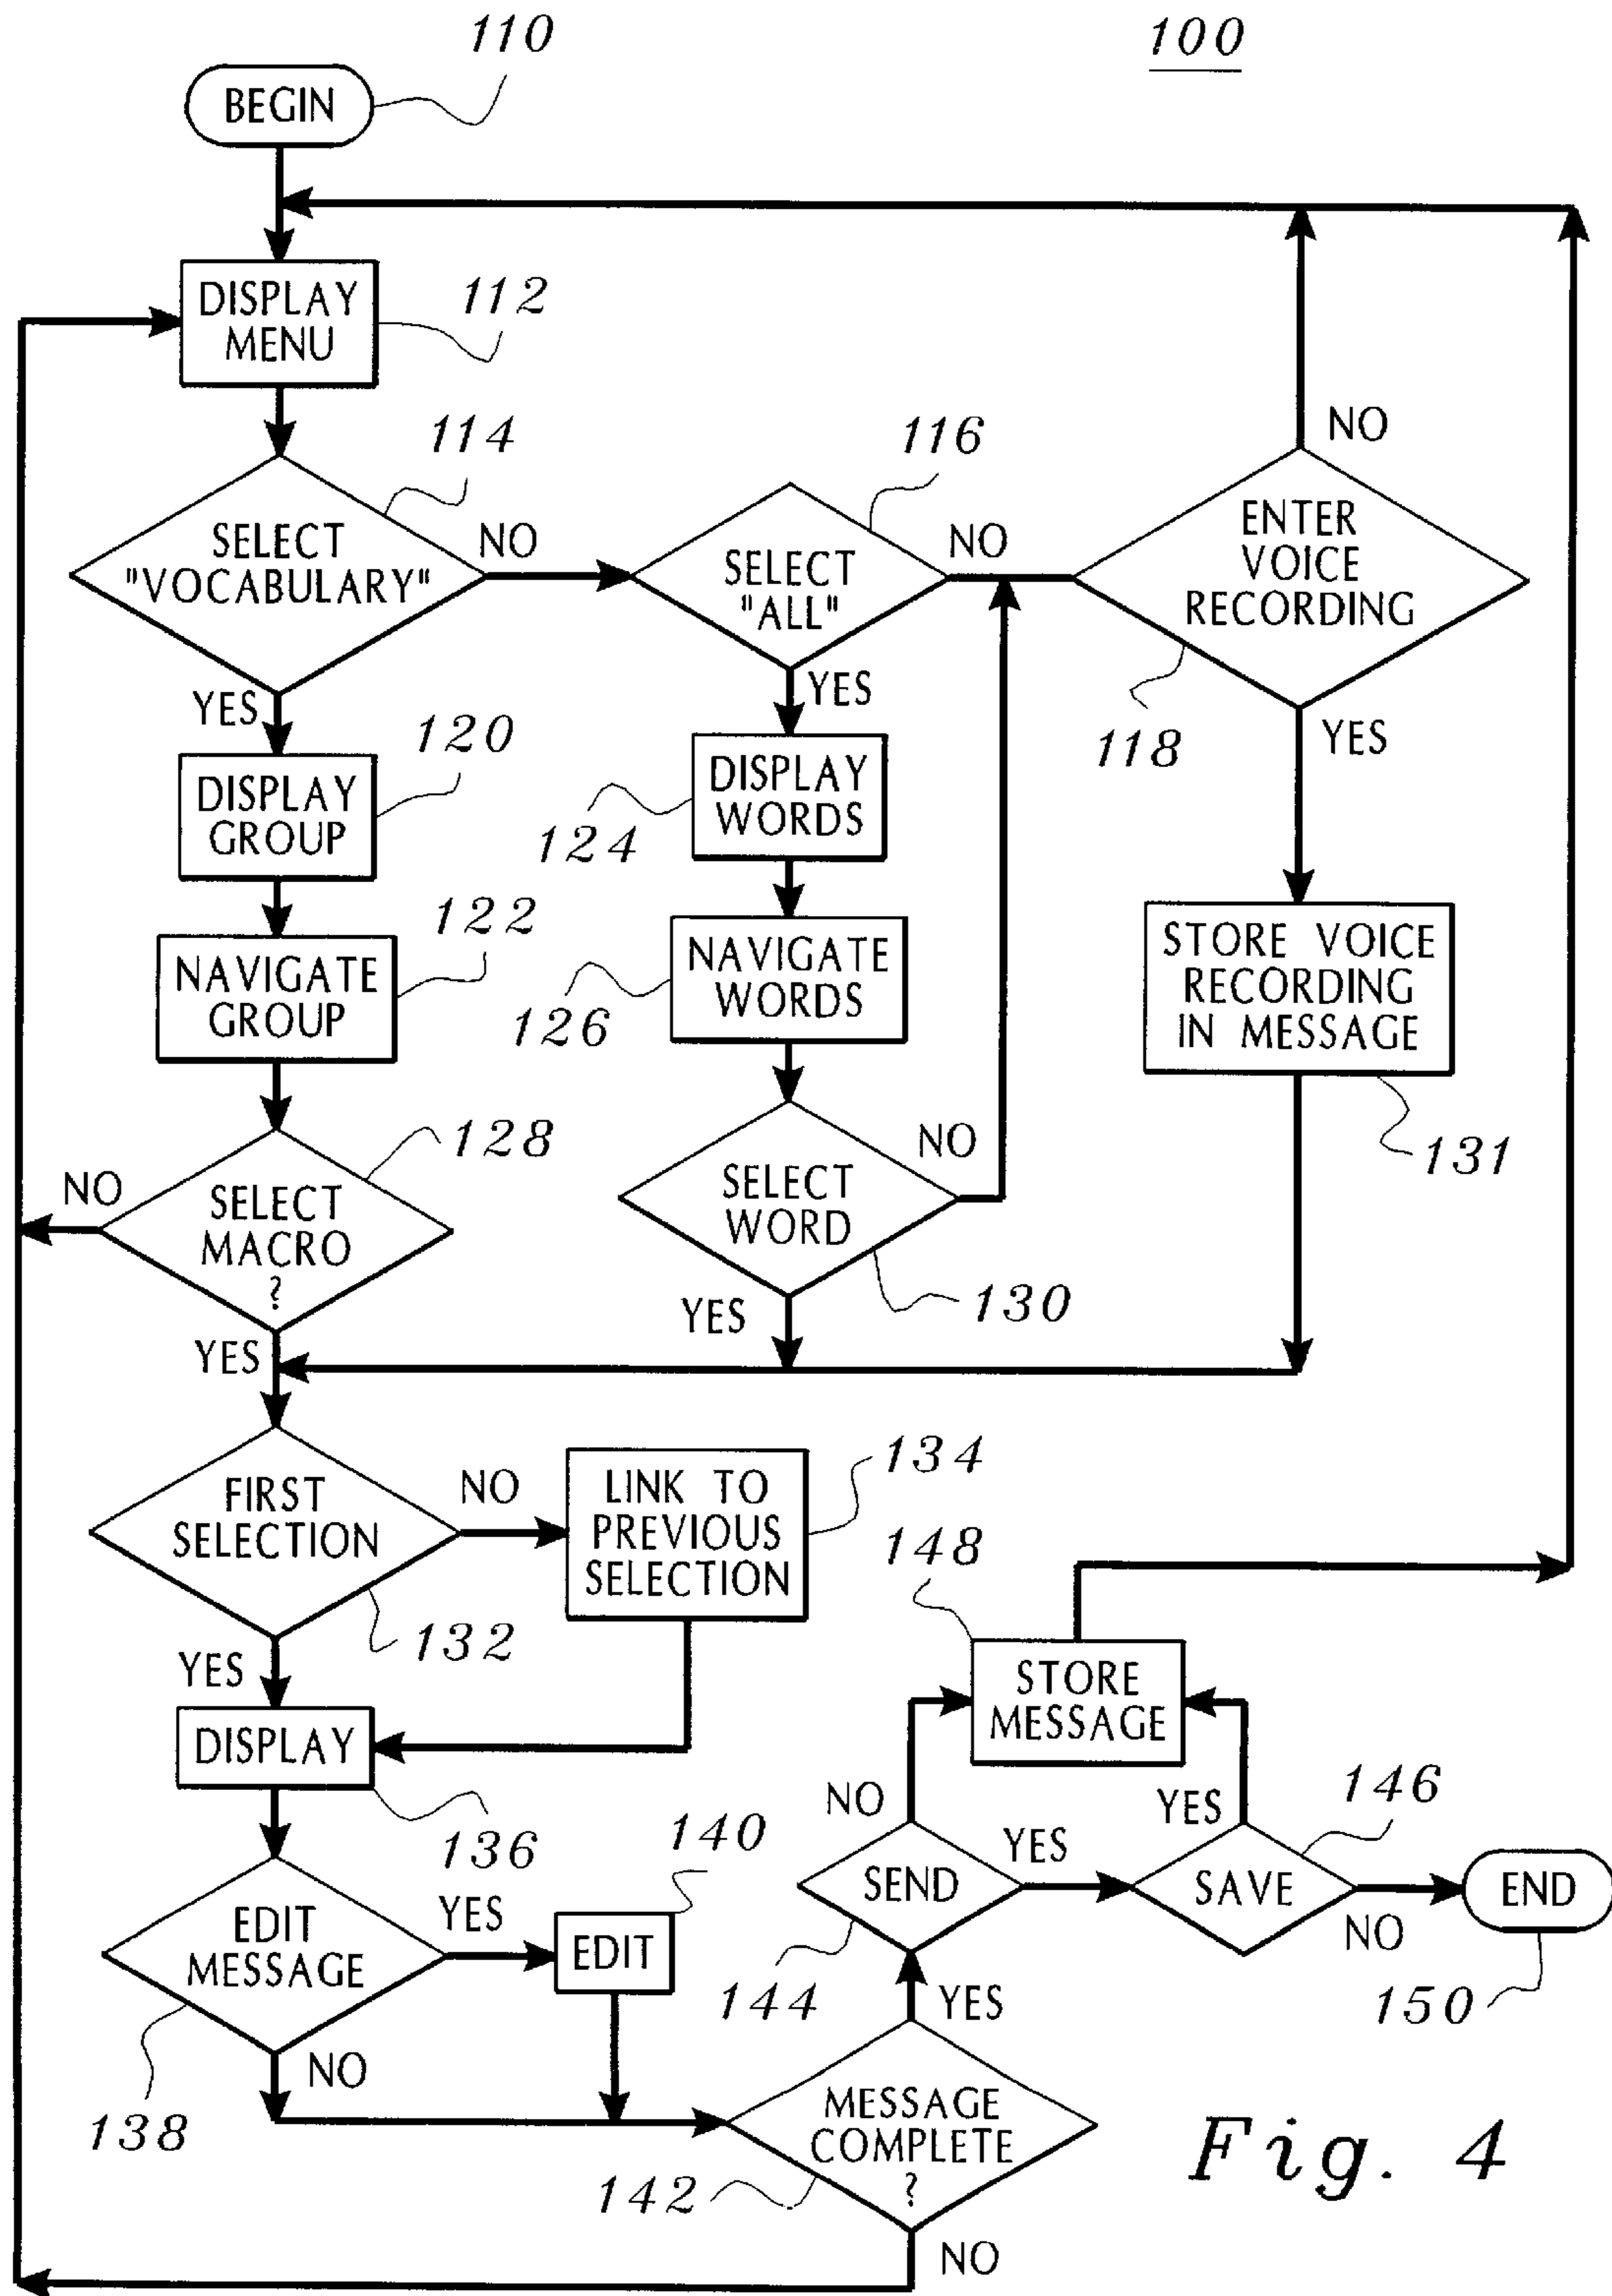 110
100
BEGIN
DISPLAY
MENU
112
114
SELECT
"VOCABULARY"
NO
116
SELECT
"ALL"
NO
NO
ENTER
VOICE
RECORDING
118
YES
YES
YES
120
DISPLAY
GROUP
122
NAVIGATE
GROUP
DISPLAY
WORDS
124
NAVIGATE
WORDS
126
STORE VOICE
RECORDING
IN MESSAGE
131
128
NO
SELECT
MACRO
?
YES
NO
SELECT
WORD
130
YES
FIRST
SELECTION
NO
132
YES
LINK TO
PREVIOUS
SELECTION
134
148
STORE
MESSAGE
DISPLAY
136
140
NO
YES
YES
146
SEND
SAVE
END
NO
144
150
EDIT
MESSAGE
YES
EDIT
138
NO
YES
MESSAGE
COMPLETE
?
142
NO
Fig. 4